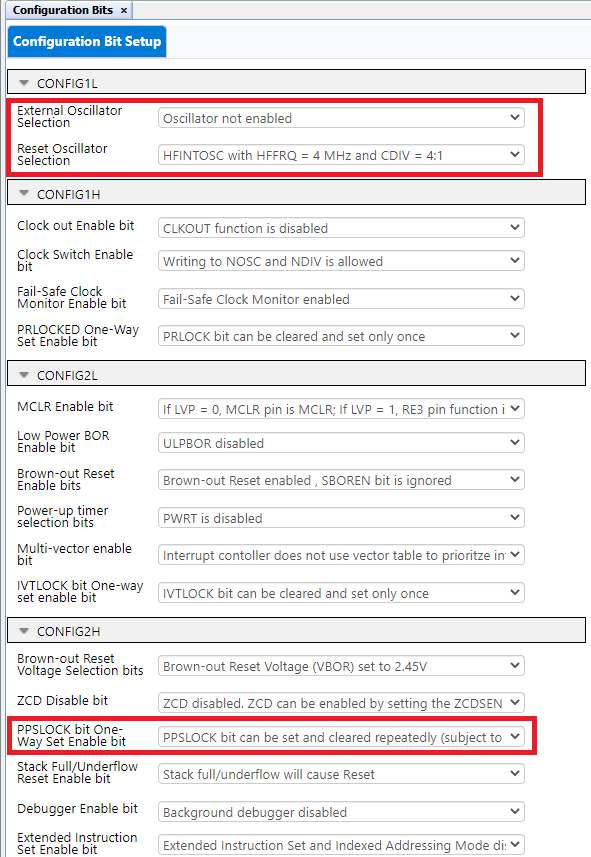 Configuration Bits ×
Configuration Bit Setup
CONFIG1L
External Oscillator
Selection
Oscillator not enabled
Reset Oscillator
Selection
HFINTOSC with HFFRQ = 4 MHz and CDIV = 4:1
CONFIG1H
Clock out Enable bit
CLKOUT function is disabled
Clock Switch Enable
bit
Writing to NOSC and NDIV is allowed
Fail-Safe Clock
Monitor Enable bit
Fail-Safe Clock Monitor enabled
PRLOCKED One-Way
Set Enable bit
PRLOCK bit can be cleared and set only once
CONFIG2L
MCLR Enable bit
If LVP = 0, MCLR pin is MCLR; If LVP = 1, RE3 pin function i
Low Power BOR
Enable bit
ULPBOR disabled
Brown-out Reset
Enable bits
Brown-out Reset enabled , SBOREN bit is ignored
Power-up timer
selection bits
PWRT is disabled
Multi-vector enable
bit
Interrupt contoller does not use vector table to prioritze in
IVTLOCK bit One-way
set enable bit
IVTLOCK bit can be cleared and set only once
CONFIG2H
Brown-out Reset
Voltage Selection bits
Brown-out Reset Voltage (VBOR) set to 2.45V
ZCD Disable bit
ZCD disabled. ZCD can be enabled by setting the ZCDSEN
PPSLOCK bit One-
Way Set Enable bit
PPSLOCK bit can be set and cleared repeatedly (subject to
Stack Full/Underflow
Reset Enable bit
Stack full/underflow will cause Reset
Debugger Enable bit
Background debugger disabled
Extended Instruction
Set Enable bit
Extended Instruction Set and Indexed Addressing Mode di